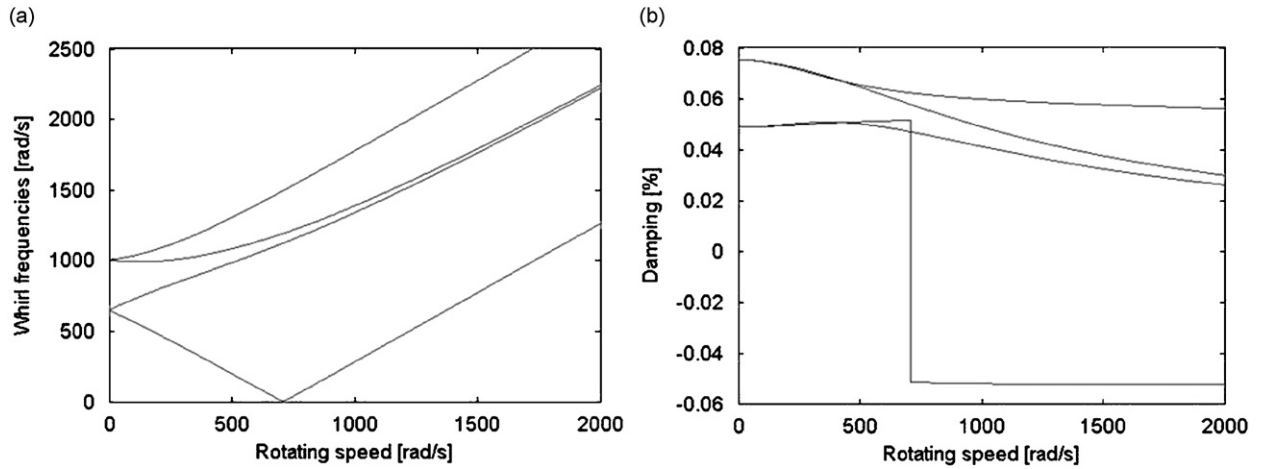 (a)
2500
2000
1500
1000
500
0
0 500 1000 1500 2000
Whirl frequencies [rad/s]
Rotating speed [rad/s]
(b)
0.08
0.06
0.04
0.02
0
-0.02
-0.04
-0.06
0 500 1000 1500 2000
Damping [%]
Rotating speed [rad/s]